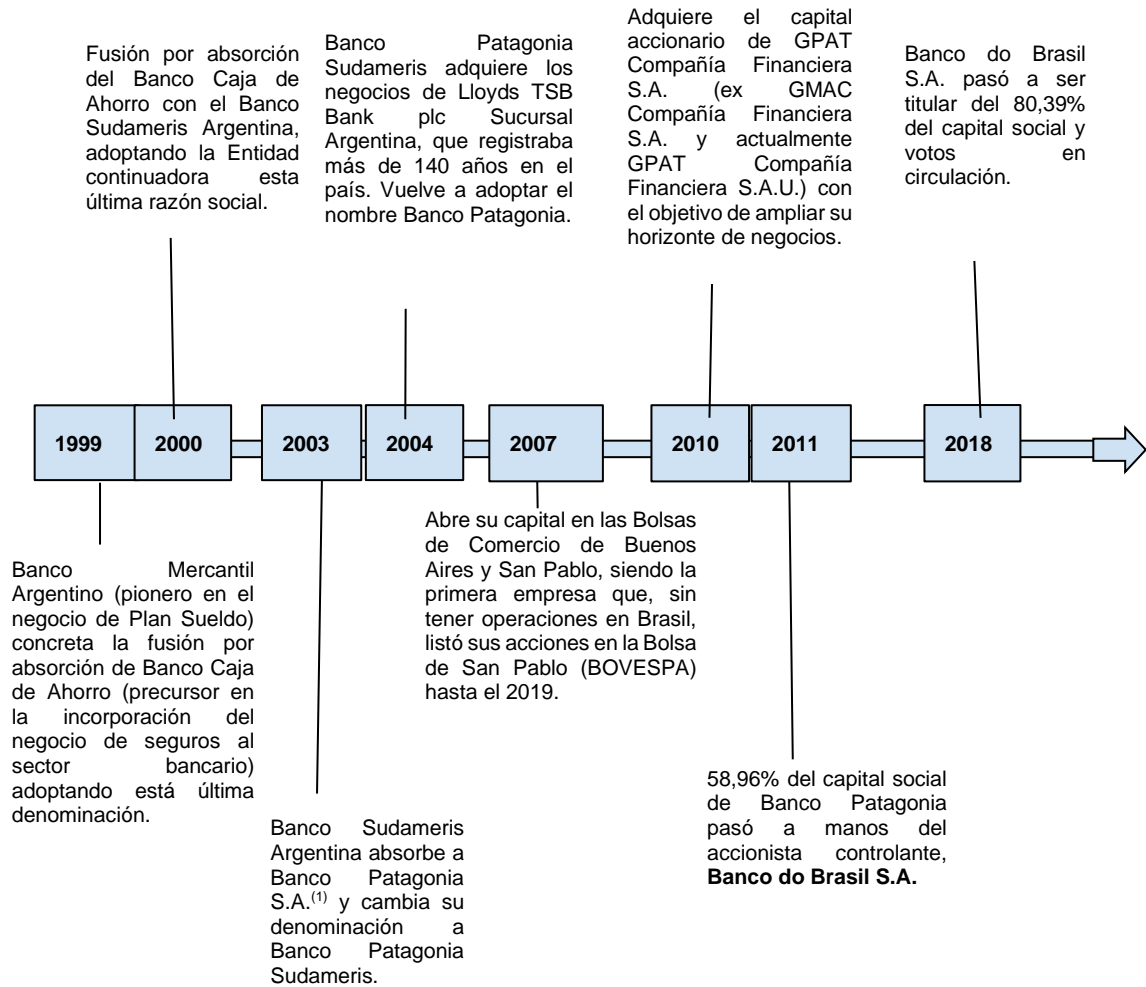 Fusión por absorción
del Banco Caja de
Ahorro con el Banco
Sudameris Argentina,
adoptando la Entidad
continuadora esta
última razón social.
Banco Patagonia
Sudameris adquiere los
negocios de Lloyds TSB
Bank plc Sucursal
Argentina, que registraba
más de 140 años en el
país. Vuelve a adoptar el
nombre Banco Patagonia.
Adquiere el capital
accionario de GPAT
Compañía Financiera
S.A. (ex GMAC
Compañía Financiera
S.A. y actualmente
GPAT Compañía
Financiera S.A.U.) con
el objetivo de ampliar su
horizonte de negocios.
Banco do Brasil
S.A. pasó a ser
titular del 80,39%
del capital social y
votos en
circulación.
1999
2000
2003
2004
2007
2010
2011
2018
Banco Mercantil
Argentino (pionero en el
negocio de Plan Sueldo)
concreta la fusión por
absorción de Banco Caja
de Ahorro (precursor en
la incorporación del
negocio de seguros al
sector bancario)
adoptando está última
denominación.
Banco Sudameris
Argentina absorbe a
Banco Patagonia
S.A.(1) y cambia su
denominación a
Banco Patagonia
Sudameris.
Abre su capital en las Bolsas
de Comercio de Buenos
Aires y San Pablo, siendo la
primera empresa que, sin
tener operaciones en Brasil,
listó sus acciones en la Bolsa
de San Pablo (BOVESPA)
hasta el 2019.
58,96% del capital social
de Banco Patagonia
pasó a manos del
accionista controlante,
Banco do Brasil S.A.